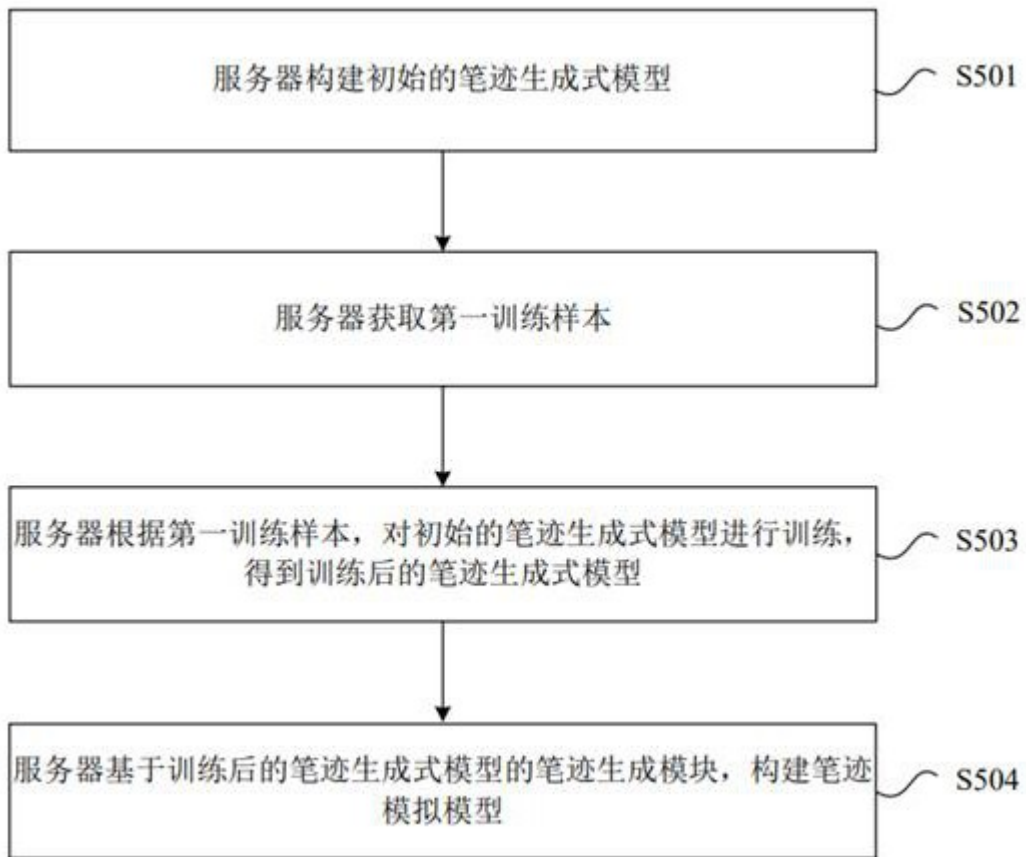 服务器构建初始的笔迹生成式模型
S501
服务器获取第一训练样本
S502
服务器根据第一训练样本，对初始的笔迹生成式模型进行训练，
得到训练后的笔迹生成式模型
S503
服务器基于训练后的笔迹生成式模型的笔迹生成模块，构建笔迹
模拟模型
S504